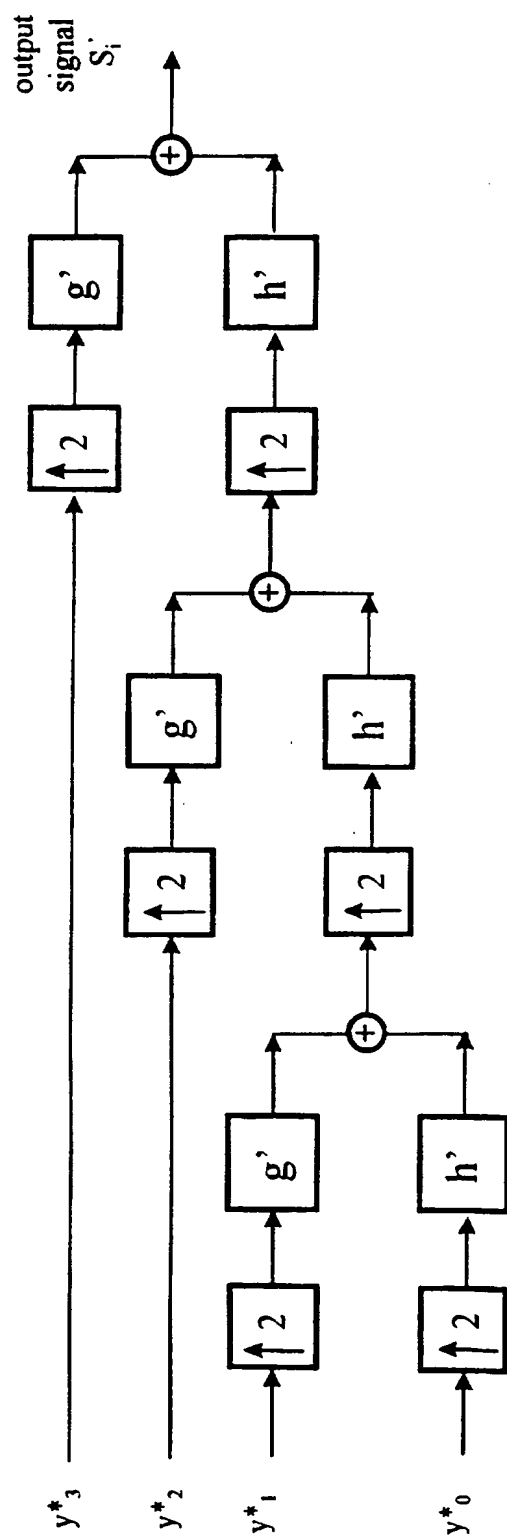 output
signal
S'i
g'
h'
↑2
↑2
g'
h'
↑2
↑2
g'
h'
↑2
↑2
+
+
+
y*3
y*2
y*1
y*0